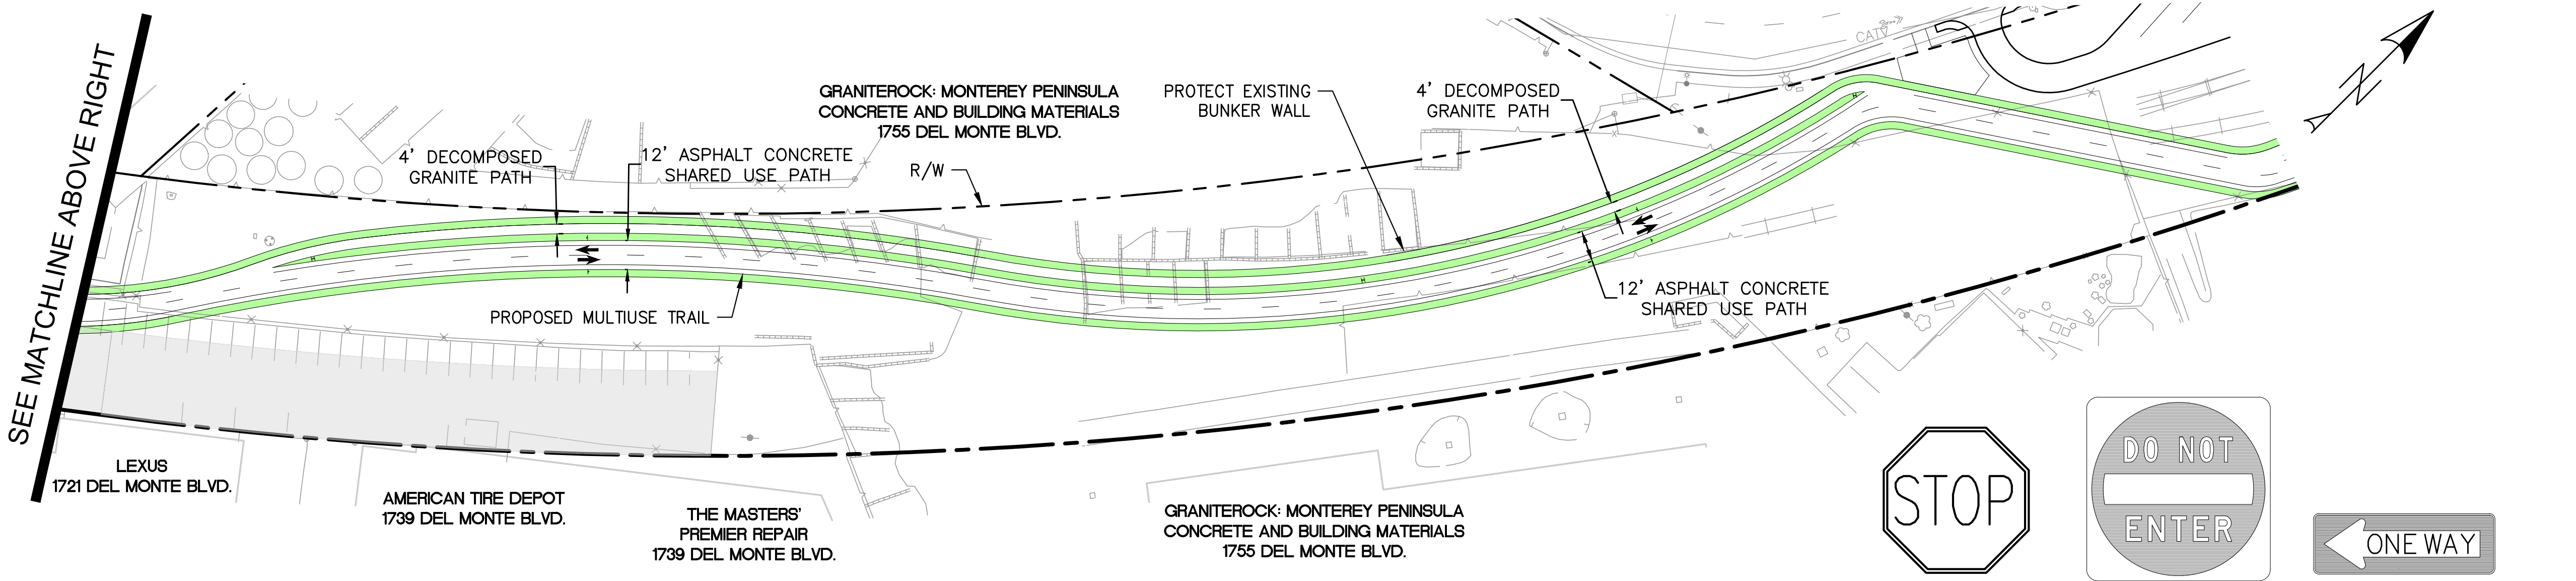 SEE MATCHLINE ABOVE RIGHT
4' DECOMPOSED
GRANITE PATH
12' ASPHALT CONCRETE
SHARED USE PATH
GRANITEROCK: MONTEREY PENINSULA
CONCRETE AND BUILDING MATERIALS
1755 DEL MONTE BLVD.
R/W
PROTECT EXISTING
BUNKER WALL
4' DECOMPOSED
GRANITE PATH
CATV
N
PROPOSED MULTIUSE TRAIL
12' ASPHALT CONCRETE
SHARED USE PATH
LEXUS
1721 DEL MONTE BLVD.
AMERICAN TIRE DEPOT
1739 DEL MONTE BLVD.
THE MASTERS'
PREMIER REPAIR
1739 DEL MONTE BLVD.
GRANITEROCK: MONTEREY PENINSULA
CONCRETE AND BUILDING MATERIALS
1755 DEL MONTE BLVD.
STOP
DO NOT
ENTER
ONE WAY